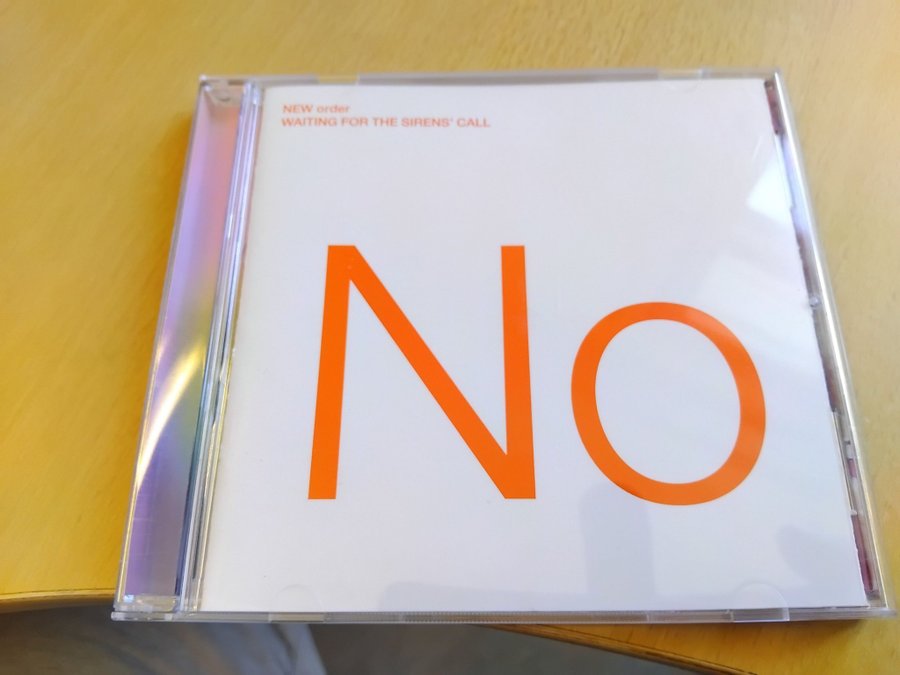 NEW order
WAITING FOR THE SIRENS' CALL
No